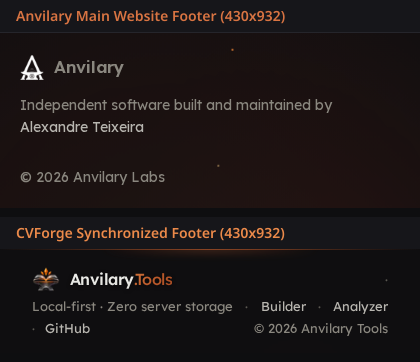 Anvilary Main Website Footer (430x932)
Anvilary
Independent software built and maintained by
Alexandre Teixeira
© 2026 Anvilary Labs
CVForge Synchronized Footer (430x932)
Anvilary.Tools
Local-first · Zero server storage · Builder · Analyzer
· GitHub © 2026 Anvilary Tools